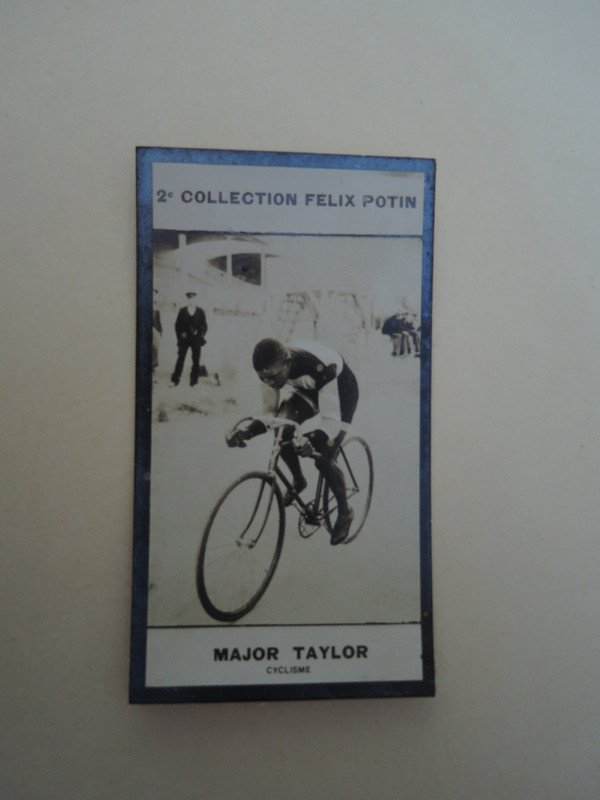 2e COLLECTION FELIX POTIN
MAJOR TAYLOR
CYCLISME